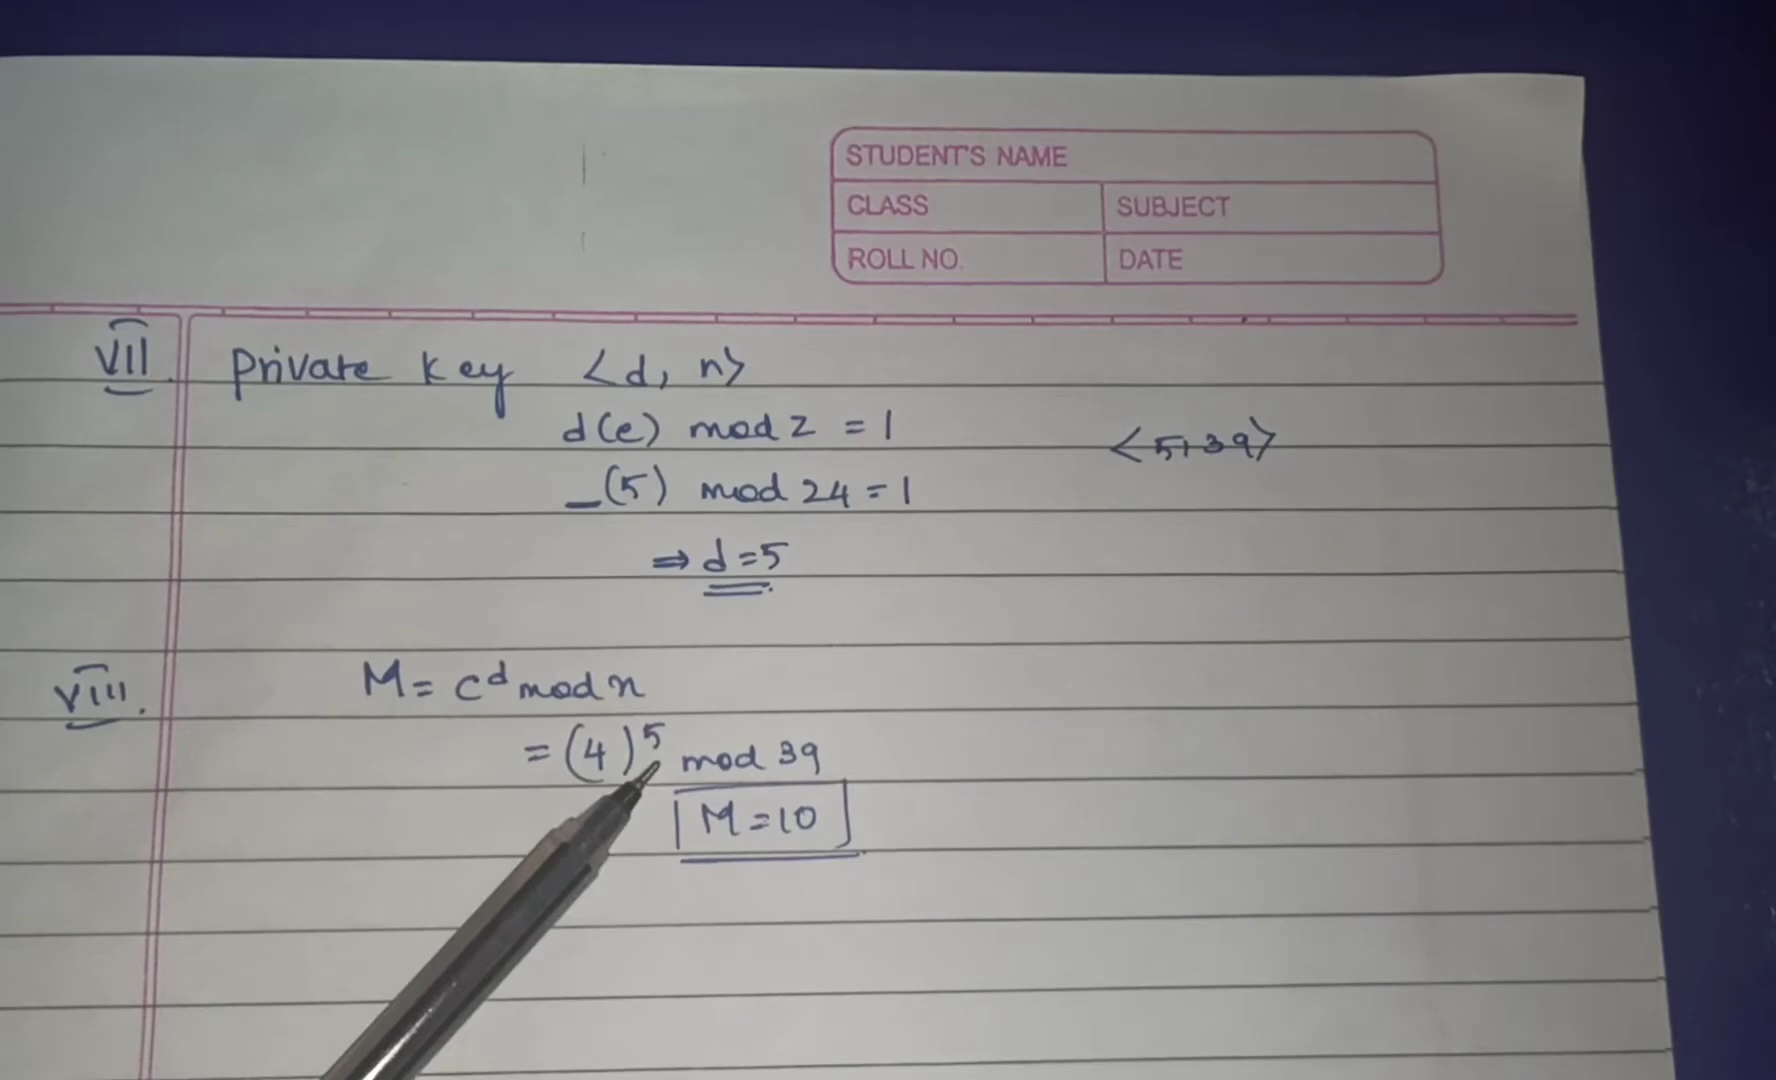 STUDENT'S NAME
CLASS SUBJECT
ROLL NO. DATE
VII. Private key <d, n>
d(e) mod z = 1
<5,39>
_(5) mod 24 = 1
⇒ d=5
VIII. M = c^d mod n
= (4)^5 mod 39
M=10